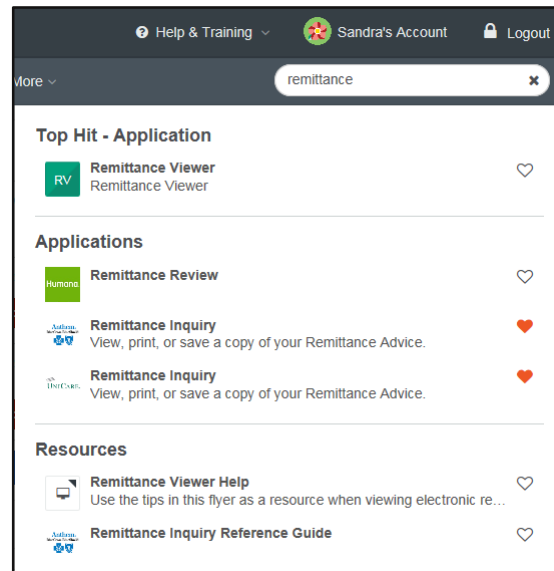 Help & Training
Sandra's Account
Logout
More
remittance
Top Hit - Application
RV
Remittance Viewer
Remittance Viewer
Applications
Humana
Remittance Review
Anthem
Remittance Inquiry
View, print, or save a copy of your Remittance Advice.
UNICARE
Remittance Inquiry
View, print, or save a copy of your Remittance Advice.
Resources
Remittance Viewer Help
Use the tips in this flyer as a resource when viewing electronic re…
Anthem
Remittance Inquiry Reference Guide